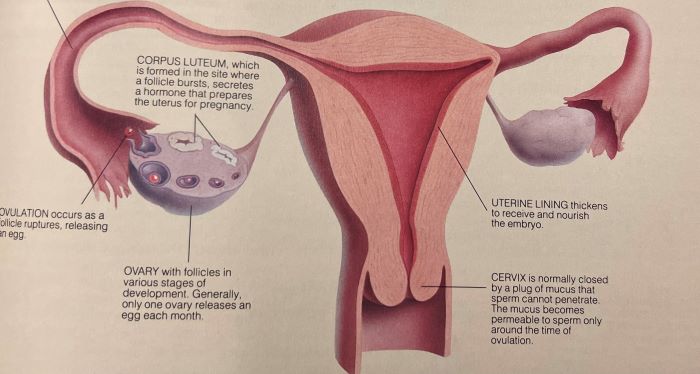 CORPUS LUTEUM, which
is formed in the site where
a follicle bursts, secretes
a hormone that prepares
the uterus for pregnancy.
OVULATION occurs as a
follicle ruptures, releasing
an egg.
OVARY with follicles in
various stages of
development. Generally,
only one ovary releases an
egg each month.
UTERINE LINING thickens
to receive and nourish
the embryo.
CERVIX is normally closed
by a plug of mucus that
sperm cannot penetrate.
The mucus becomes
permeable to sperm only
around the time of
ovulation.